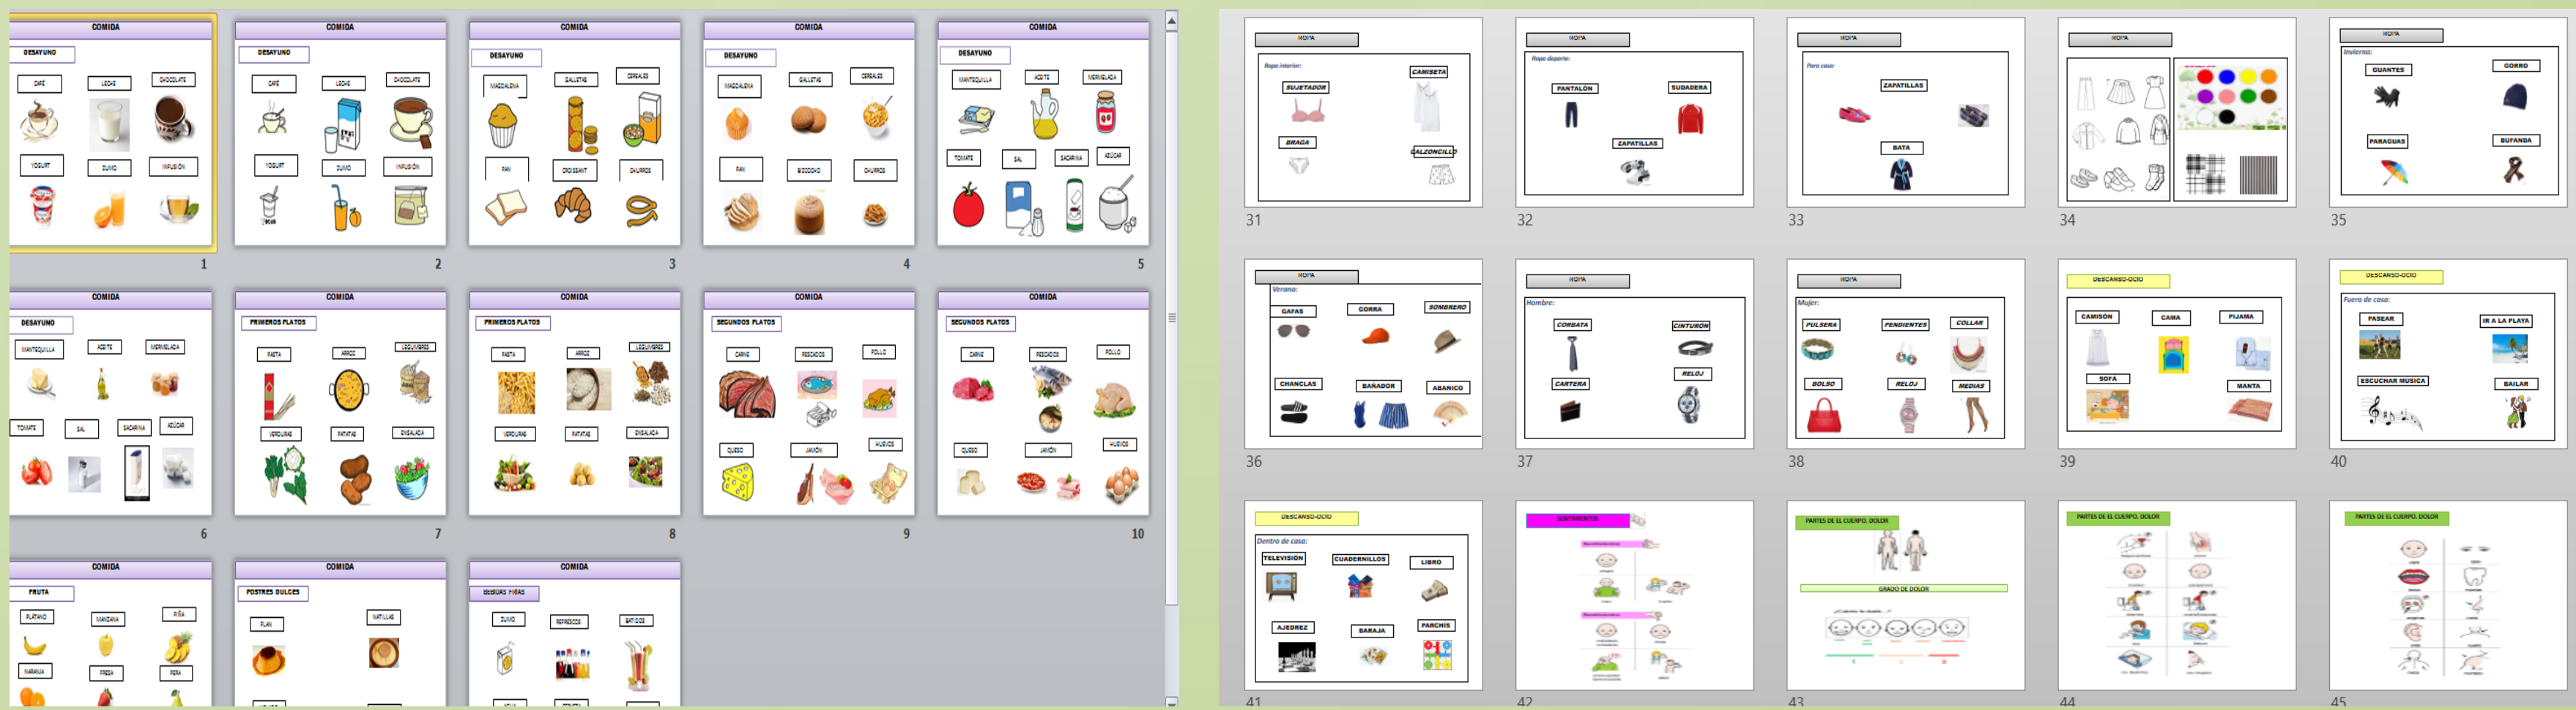 COMIDA
DESAYUNO
CAFÉ LECHE CHOCOLATE
YOGURT ZUMO INFUSIÓN
1
COMIDA
DESAYUNO
CAFÉ LECHE CHOCOLATE
YOGURT ZUMO INFUSIÓN
2
COMIDA
DESAYUNO
MAGDALENA GALLETAS CEREALES
PAN CROISSANT CHURROS
3
COMIDA
DESAYUNO
MAGDALENA GALLETAS CEREALES
PAN BIZCOCHO CHURROS
4
COMIDA
DESAYUNO
MANTEQUILLA ACEITE MERMELADA
TOMATE SAL SACARINA AZÚCAR
5
COMIDA
DESAYUNO
MANTEQUILLA ACEITE MERMELADA
TOMATE SAL SACARINA AZÚCAR
6
COMIDA
PRIMEROS PLATOS
PASTA ARROZ LEGUMBRES
VERDURAS PATATAS ENSALADA
7
COMIDA
PRIMEROS PLATOS
PASTA ARROZ LEGUMBRES
VERDURAS PATATAS ENSALADA
8
COMIDA
SEGUNDOS PLATOS
CARNE PESCADOS POLLO
QUESO JAMÓN HUEVOS
9
COMIDA
SEGUNDOS PLATOS
CARNE PESCADOS POLLO
QUESO JAMÓN HUEVOS
10
COMIDA
FRUTA
PLÁTANO MANZANA PIÑA
NARANJA FRESA PERA
COMIDA
POSTRES DULCES
FLAN NATILLAS
COMIDA
BEBIDAS FRÍAS
ZUMO REFRESCOS BATIDOS
ROPA
Ropa interior:
SUJETADOR CAMISETA
BRAGA CALZONCILLO
31
ROPA
Ropa deporte:
PANTALÓN SUDADERA
ZAPATILLAS
32
ROPA
Para casa:
ZAPATILLAS
BATA
33
ROPA
34
ROPA
Invierno:
GUANTES GORRO
PARAGUAS BUFANDA
35
ROPA
Verano:
GAFAS GORRA SOMBRERO
CHANCLAS BAÑADOR ABANICO
36
ROPA
Hombre:
CORBATA CINTURÓN
CARTERA RELOJ
37
ROPA
Mujer:
PULSERA PENDIENTES COLLAR
BOLSO RELOJ MEDIAS
38
DESCANSO-OCIO
CAMISÓN CAMA PIJAMA
SOFÁ MANTA
39
DESCANSO-OCIO
Fuera de casa:
PASEAR IR A LA PLAYA
ESCUCHAR MÚSICA BAILAR
40
DESCANSO-OCIO
Dentro de casa:
TELEVISIÓN CUADERNILLOS LIBRO
AJEDREZ BARAJA PARCHÍS
41
SENTIMIENTOS
42
PARTES DE EL CUERPO. DOLOR
GRADO DE DOLOR
43
PARTES DE EL CUERPO. DOLOR
44
PARTES DE EL CUERPO. DOLOR
45